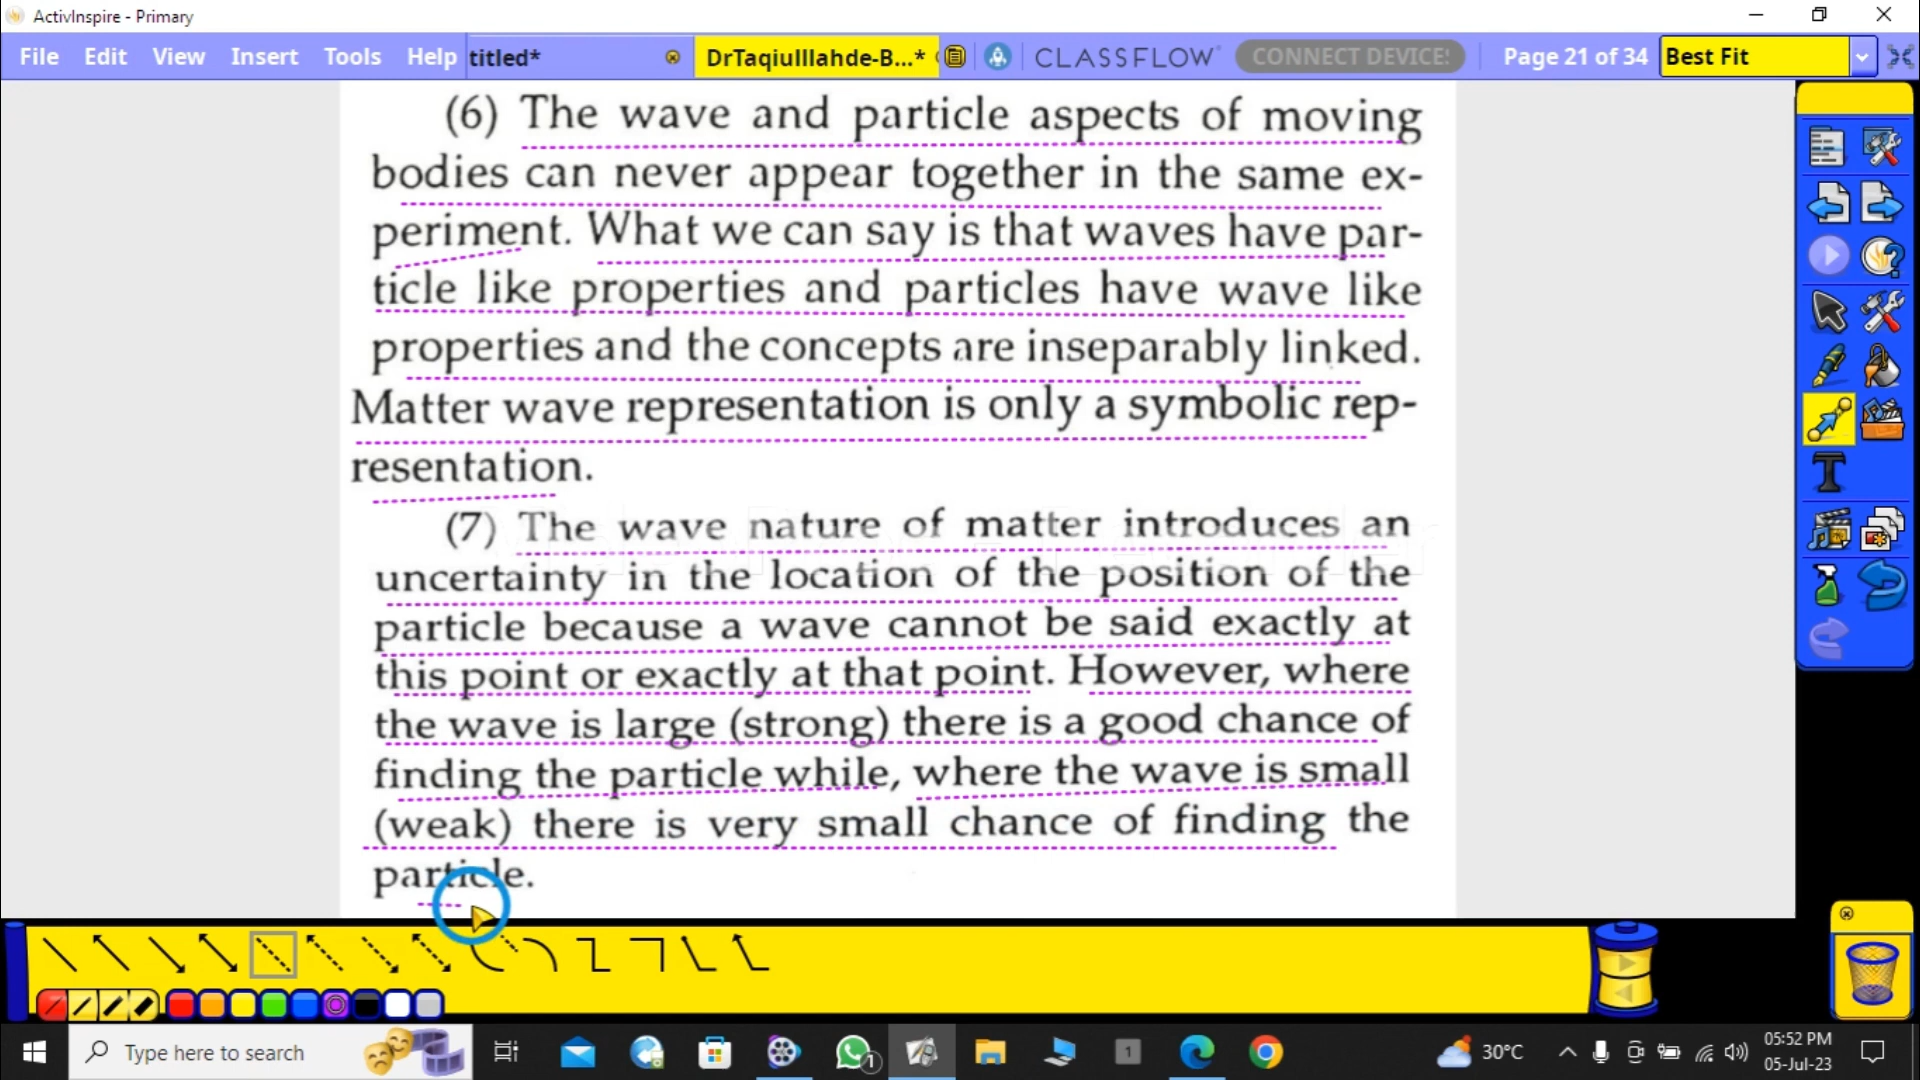 ActivInspire - Primary
File Edit View Insert Tools Help titled* DrTaqiulllahde-B...* CLASSFLOW CONNECT DEVICE! Page 21 of 34 Best Fit
(6) The wave and particle aspects of moving
bodies can never appear together in the same ex-
periment. What we can say is that waves have par-
ticle like properties and particles have wave like
properties and the concepts are inseparably linked.
Matter wave representation is only a symbolic rep-
resentation.
(7) The wave nature of matter introduces an
uncertainty in the location of the position of the
particle because a wave cannot be said exactly at
this point or exactly at that point. However, where
the wave is large (strong) there is a good chance of
finding the particle while, where the wave is small
(weak) there is very small chance of finding the
particle.
Type here to search 1 1 30°C 05:52 PM
05-Jul-23